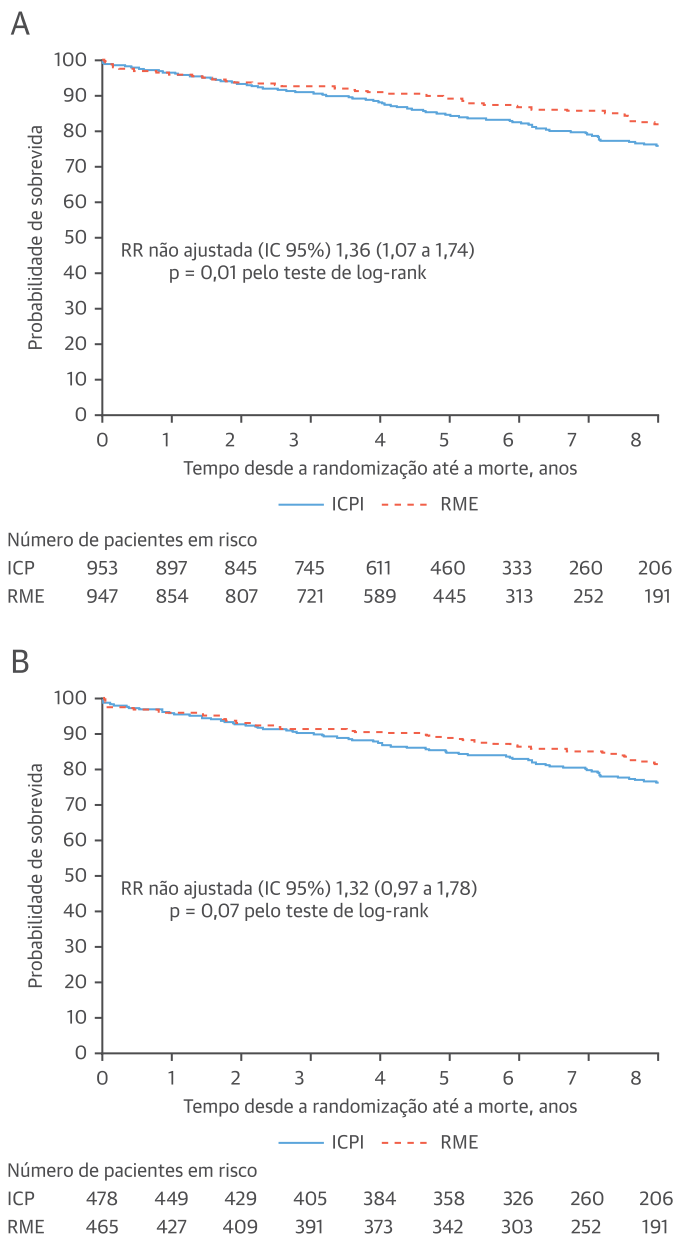 A
Probabilidade de sobrevida
100
90
80
70
60
50
40
30
20
10
0
RR não ajustada (IC 95%) 1,36 (1,07 a 1,74)
p = 0,01 pelo teste de log-rank
0 1 2 3 4 5 6 7 8
Tempo desde a randomização até a morte, anos
ICPI RME
Número de pacientes em risco
ICP 953 897 845 745 611 460 333 260 206
RME 947 854 807 721 589 445 313 252 191
B
Probabilidade de sobrevida
100
90
80
70
60
50
40
30
20
10
0
RR não ajustada (IC 95%) 1,32 (0,97 a 1,78)
p = 0,07 pelo teste de log-rank
0 1 2 3 4 5 6 7 8
Tempo desde a randomização até a morte, anos
ICPI RME
Número de pacientes em risco
ICP 478 449 429 405 384 358 326 260 206
RME 465 427 409 391 373 342 303 252 191